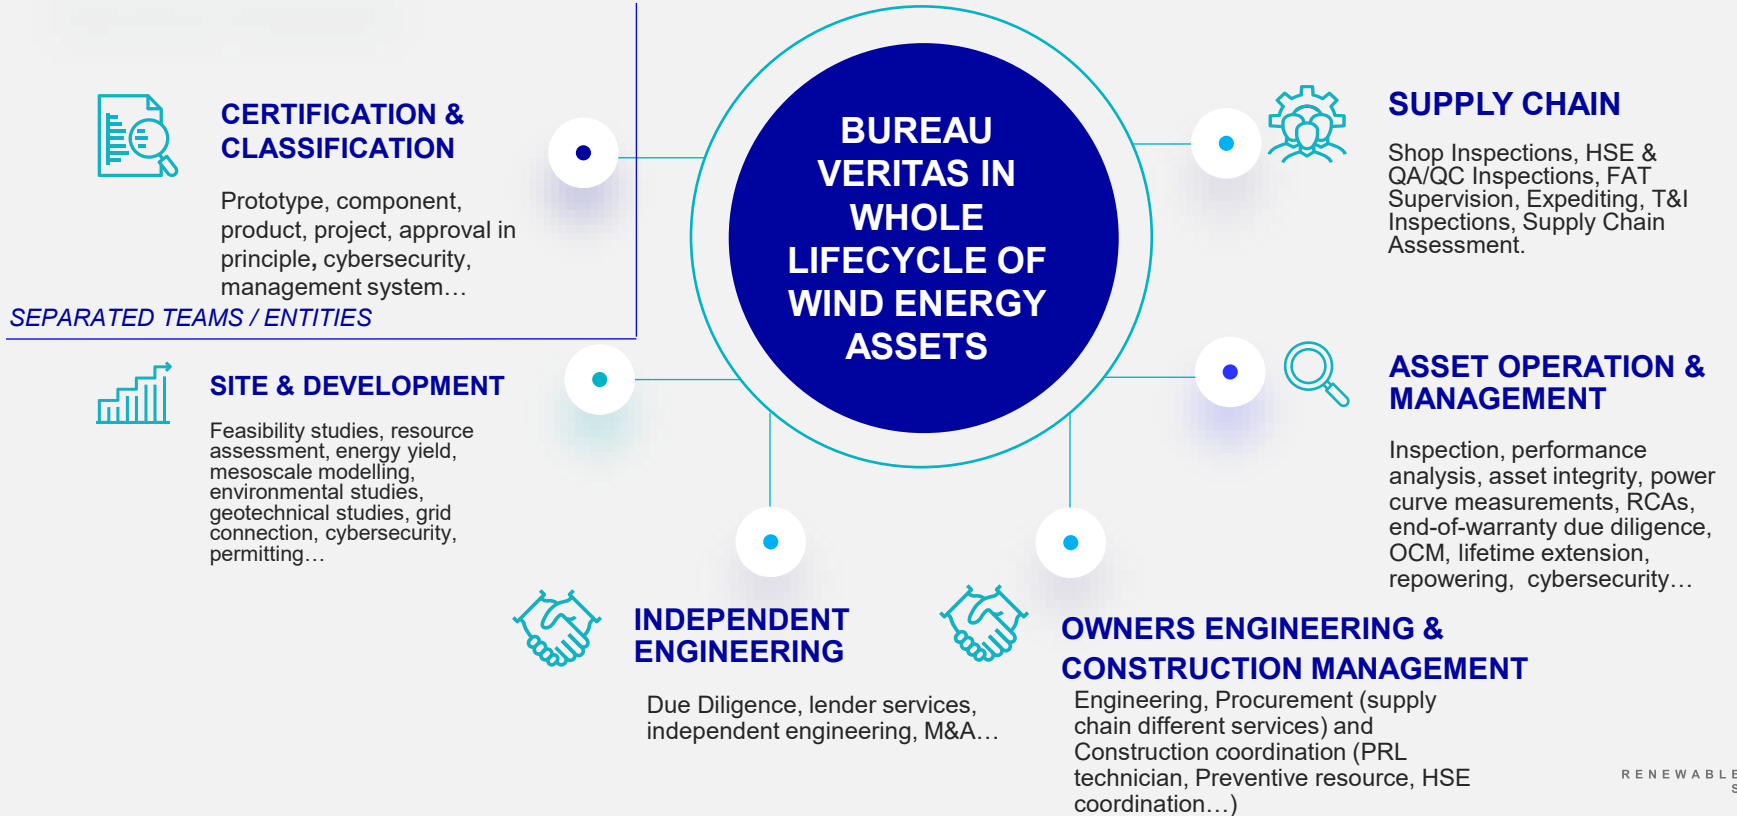 CERTIFICATION &
CLASSIFICATION
Prototype, component,
product, project, approval in
principle, cybersecurity,
management system…
SEPARATED TEAMS / ENTITIES
SITE & DEVELOPMENT
Feasibility studies, resource
assessment, energy yield,
mesoscale modelling,
environmental studies,
geotechnical studies, grid
connection, cybersecurity,
permitting…
BUREAU
VERITAS IN
WHOLE
LIFECYCLE OF
WIND ENERGY
ASSETS
SUPPLY CHAIN
Shop Inspections, HSE &
QA/QC Inspections, FAT
Supervision, Expediting, T&I
Inspections, Supply Chain
Assessment.
ASSET OPERATION &
MANAGEMENT
Inspection, performance
analysis, asset integrity, power
curve measurements, RCAs,
end-of-warranty due diligence,
OCM, lifetime extension,
repowering,  cybersecurity…
INDEPENDENT
ENGINEERING
Due Diligence, lender services,
independent engineering, M&A…
OWNERS ENGINEERING &
CONSTRUCTION MANAGEMENT
Engineering, Procurement (supply
chain different services) and
Construction coordination (PRL
technician, Preventive resource, HSE
coordination…)
RENEWABLE
S